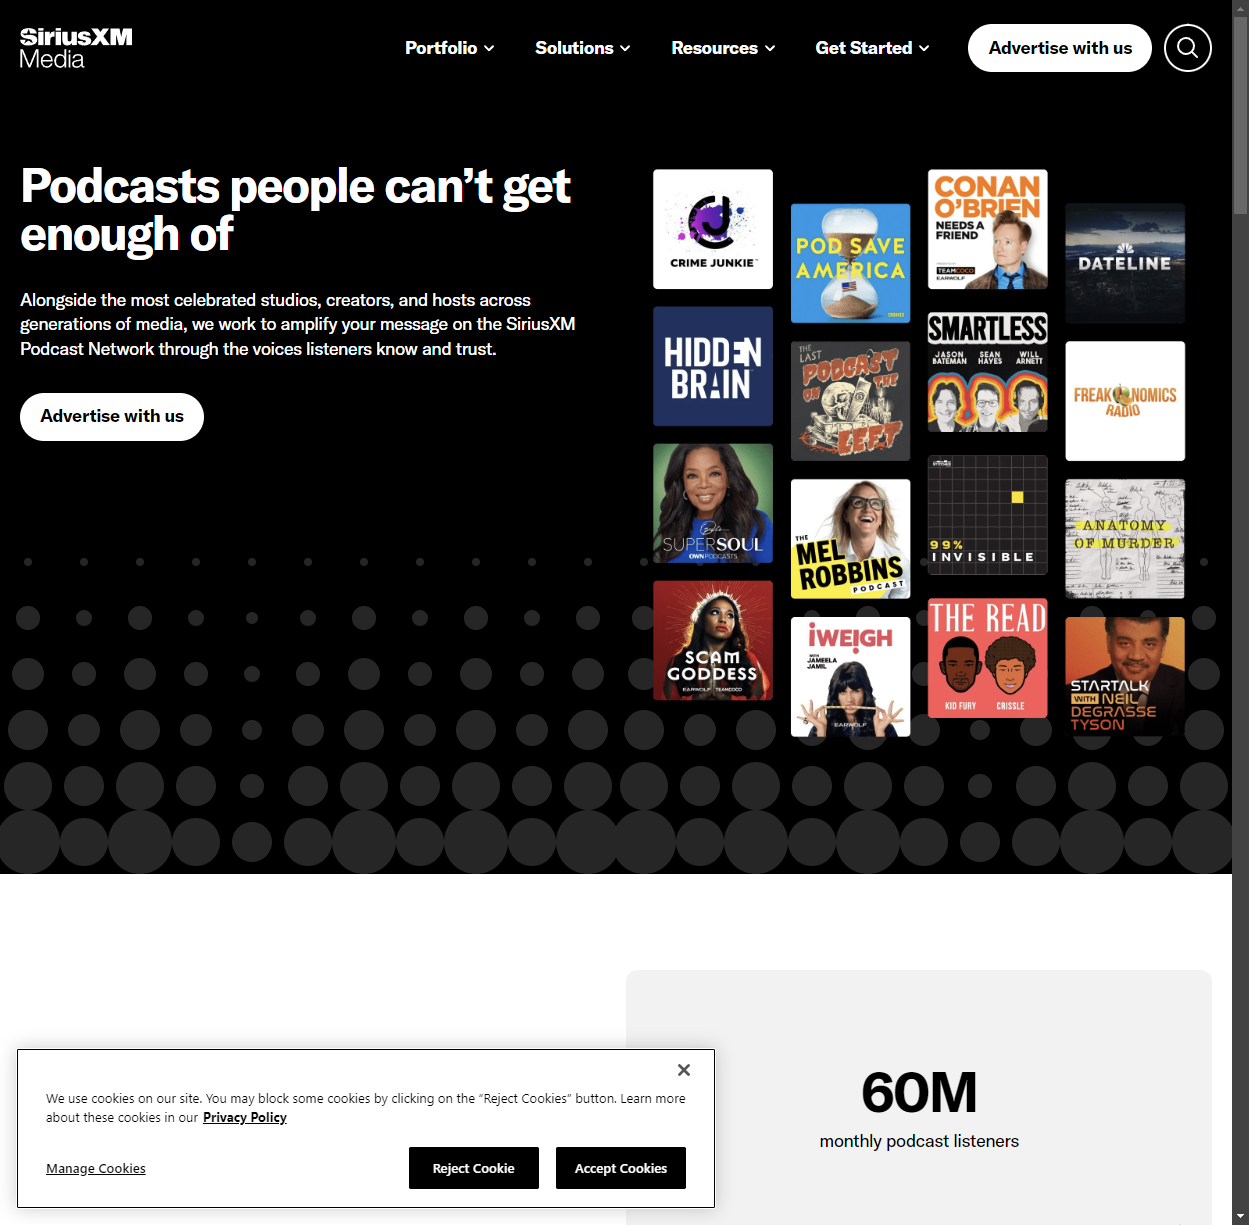 SiriusXM
Media
Portfolio
Solutions
Resources
Get Started
Advertise with us
Podcasts people can’t get
enough of
Alongside the most celebrated studios, creators, and hosts across
generations of media, we work to amplify your message on the SiriusXM
Podcast Network through the voices listeners know and trust.
Advertise with us
CRIME JUNKIE
HIDDEN
BRAIN
SUPERSOUL
OWN PODCASTS
SCAM
GODDESS
EARWOLF TEAMCOCO
POD SAVE
AMERICA
THE LAST
PODCAST
ON THE
LEFT
THE
MEL
ROBBINS
PODCAST
iWEIGH
WITH
JAMEELA
JAMIL
EARWOLF
CONAN
O’BRIEN
NEEDS A
FRIEND
TEAMCOCO
EARWOLF
SMARTLESS
JASON BATEMAN
SEAN HAYES
WILL ARNETT
99%
INVISIBLE
THE READ
KID FURY
CRISSLE
DATELINE
FREAKONOMICS
RADIO
ANATOMY
OF MURDER
STARTALK
WITH NEIL
DEGRASSE
TYSON
60M
monthly podcast listeners
We use cookies on our site. You may block some cookies by clicking on the “Reject Cookies” button. Learn more
about these cookies in our Privacy Policy
Manage Cookies
Reject Cookie
Accept Cookies